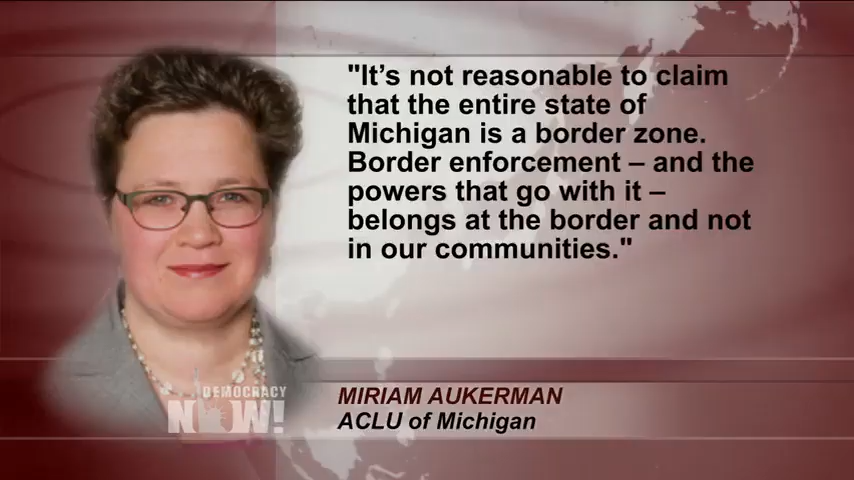 "It's not reasonable to claim
that the entire state of
Michigan is a border zone.
Border enforcement – and the
powers that go with it –
belongs at the border and not
in our communities."
DEMOCRACY
NOW!
MIRIAM AUKERMAN
ACLU of Michigan